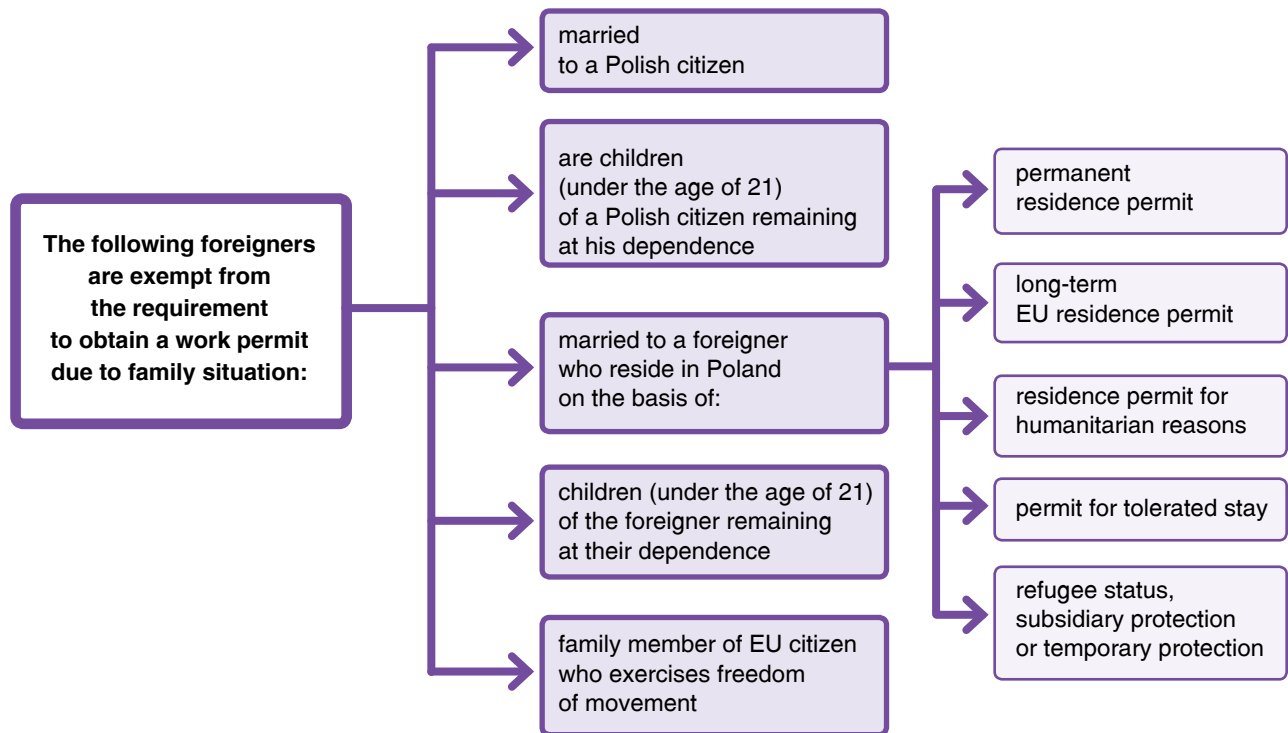 The following foreigners
are exempt from
the requirement
to obtain a work permit
due to family situation:
married
to a Polish citizen
are children
(under the age of 21)
of a Polish citizen remaining
at his dependence
married to a foreigner
who reside in Poland
on the basis of:
children (under the age of 21)
of the foreigner remaining
at their dependence
family member of EU citizen
who exercises freedom
of movement
permanent
residence permit
long-term
EU residence permit
residence permit for
humanitarian reasons
permit for tolerated stay
refugee status,
subsidiary protection
or temporary protection